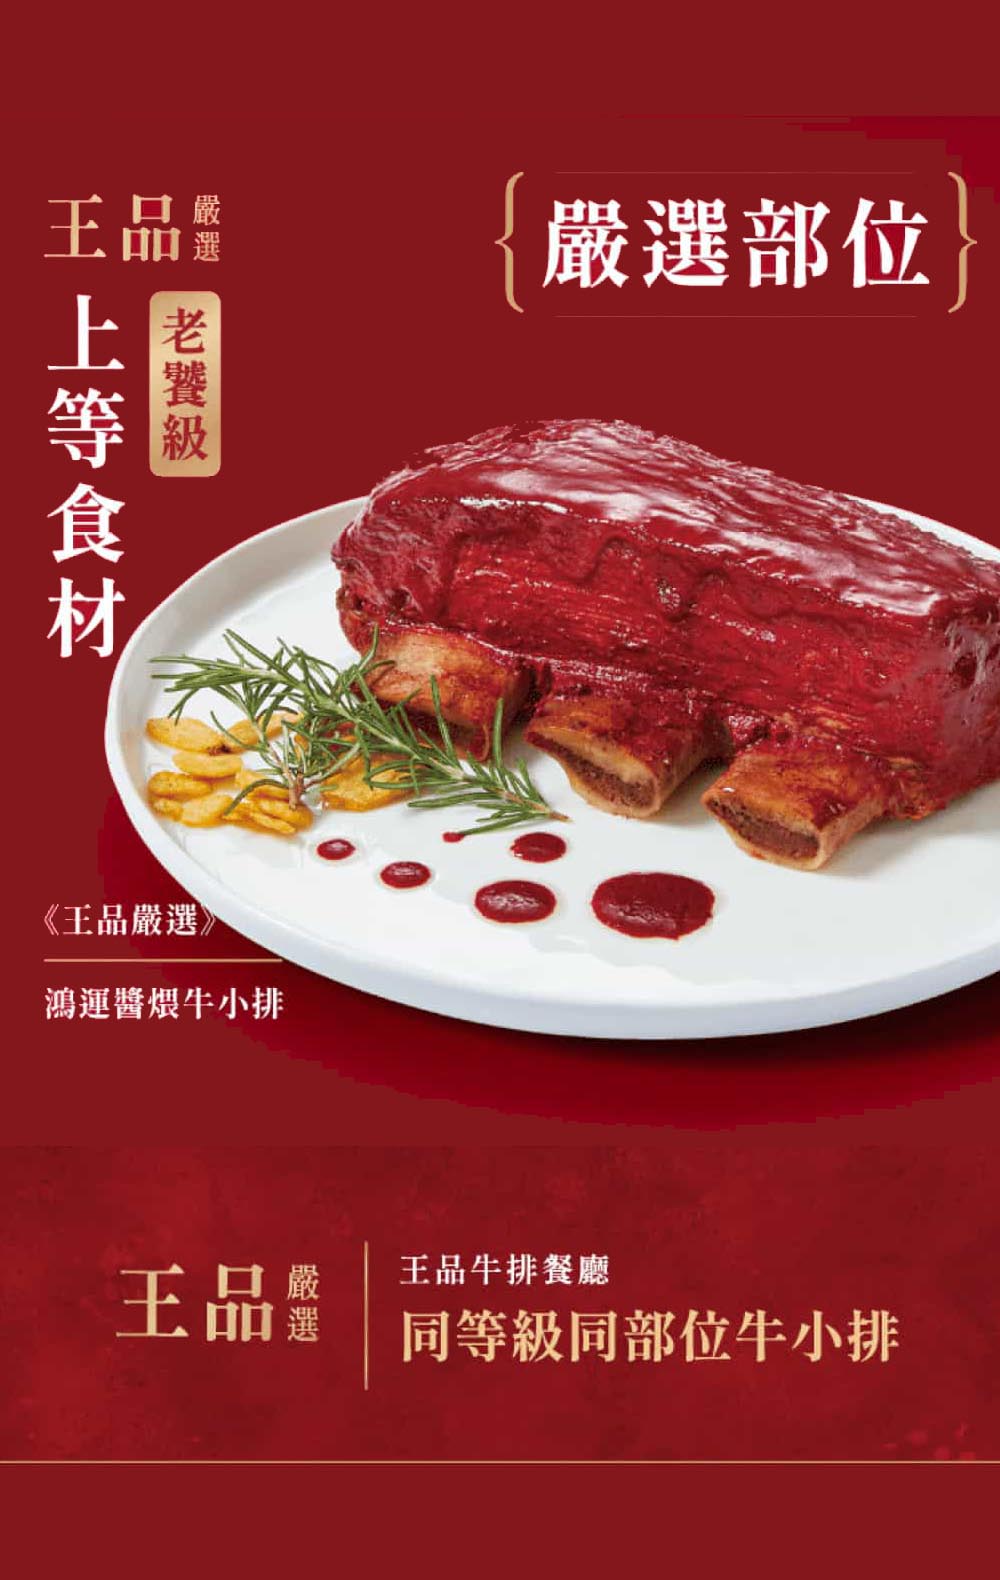 王品嚴選
老饕級
上等食材
嚴選部位
《王品嚴選》
鴻運醬煨牛小排
王品嚴選
王品牛排餐廳
同等級同部位牛小排